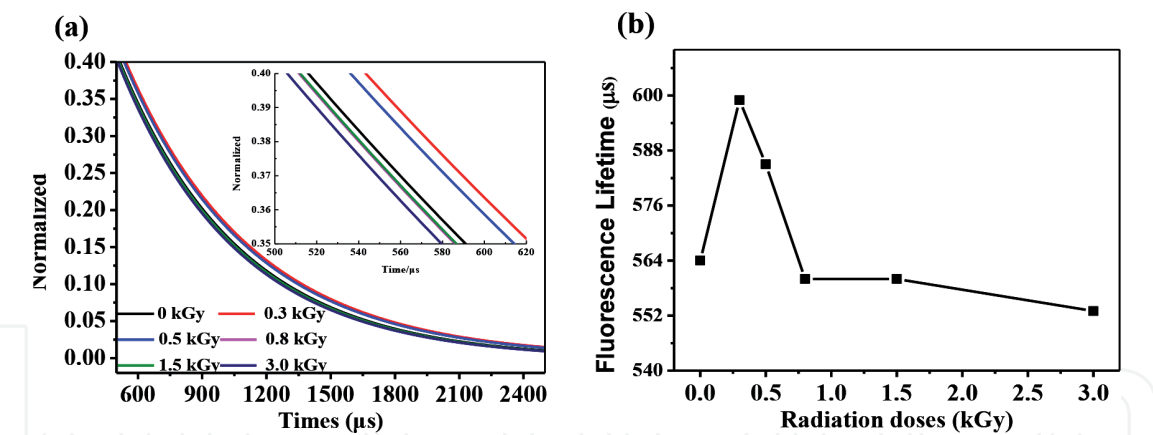 (a)
0.40
0.35
0.30
0.25
0.20
0.15
0.10
0.05
0.00
Normalized
600 900 1200 1500 1800 2100 2400
Times (µs)
0 kGy 0.3 kGy
0.5 kGy 0.8 kGy
1.5 kGy 3.0 kGy
0.40
0.39
0.38
0.37
0.36
0.35
Normalized
500 520 540 560 580 600 620
Time/µs
(b)
600
588
576
564
552
540
Fluorescence Lifetime (µs)
0.0 0.5 1.0 1.5 2.0 2.5 3.0
Radiation doses (kGy)